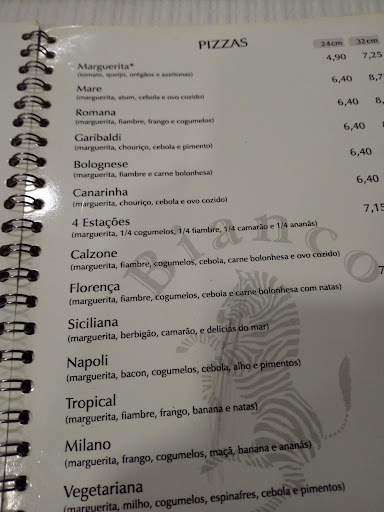 PIZZAS 24cm 32cm
Marguerita* 4,90 7,25
(tomato, queijo, orégãos e azeitonas)
Mare 6,40
(marguerita, atum, cebola e ovo cozido)
Romana 6,40
(marguerita, fiambre, frango e cogumelos)
Garibaldi 6,40
(marguerita, chouriço, cebola e pimento)
Bolognese 6,40
(marguerita, fiambre e carne bolonhesa)
Canarinha 6,40
(marguerita, chouriço, cebola e ovo cozido)
4 Estações 7,15
(marguerita, 1/4 cogumelos, 1/4 fiambre, 1/4 camarão e 1/4 ananás)
Blanco
Calzone
(marguerita, fiambre, cogumelos, cebola, carne bolonhesa e ovo cozido)
Florença
(marguerita, fiambre, cogumelos, cebola e carne bolonhesa com natas)
Siciliana
(marguerita, berbigão, camarão, e delícias do mar)
Napoli
(marguerita, bacon, cogumelos, cebola, alho e pimentos)
Tropical
(marguerita, fiambre, frango, banana e natas)
Milano
(marguerita, frango, cogumelos, maçã, banana e ananás)
Vegetariana
(marguerita, milho, cogumelos, espinafres, cebola e pimentos)